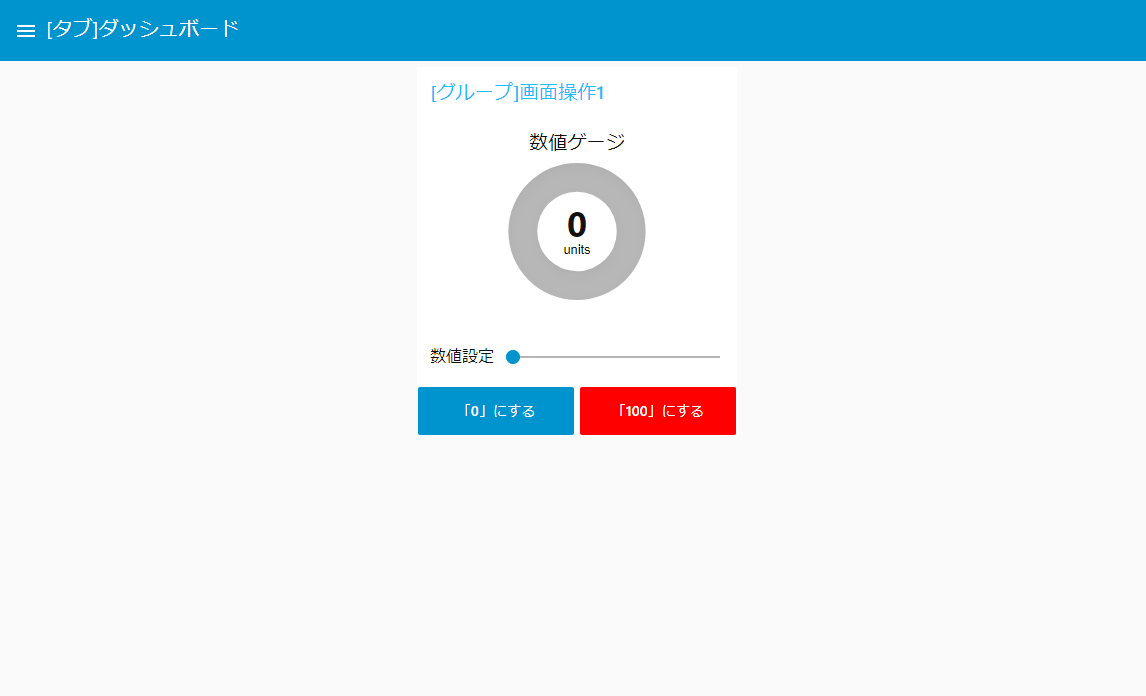 [タブ]ダッシュボード
[グループ]画面操作1
数値ゲージ
0
units
数値設定
「0」にする
「100」にする